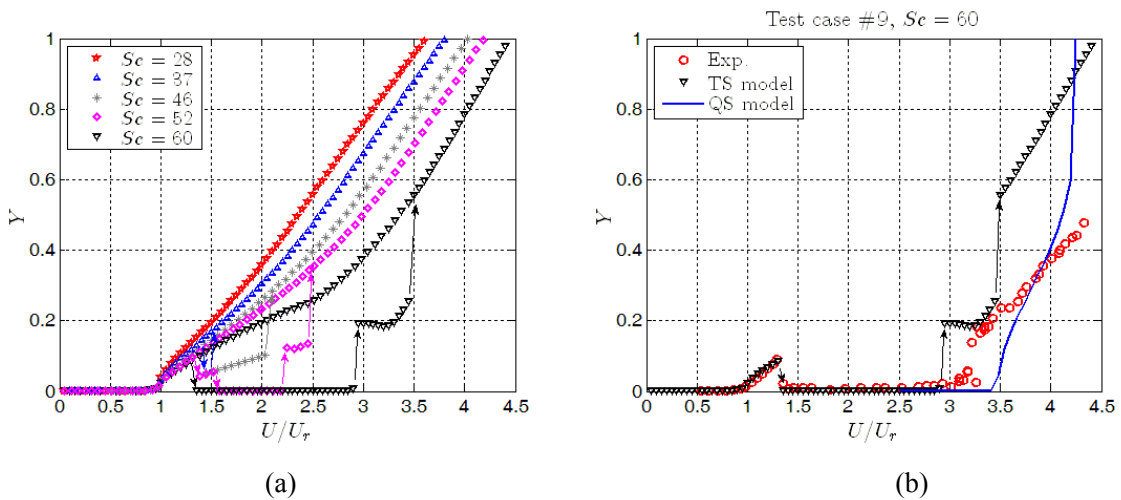 Test case #9, Sc = 60
Sc = 28
Sc = 37
Sc = 46
Sc = 52
Sc = 60
Y
1
0.8
0.6
0.4
0.2
0
0 0.5 1 1.5 2 2.5 3 3.5 4 4.5
U/U_r
(a)
Exp.
TS model
QS model
Y
1
0.8
0.6
0.4
0.2
0
0 0.5 1 1.5 2 2.5 3 3.5 4 4.5
U/U_r
(b)